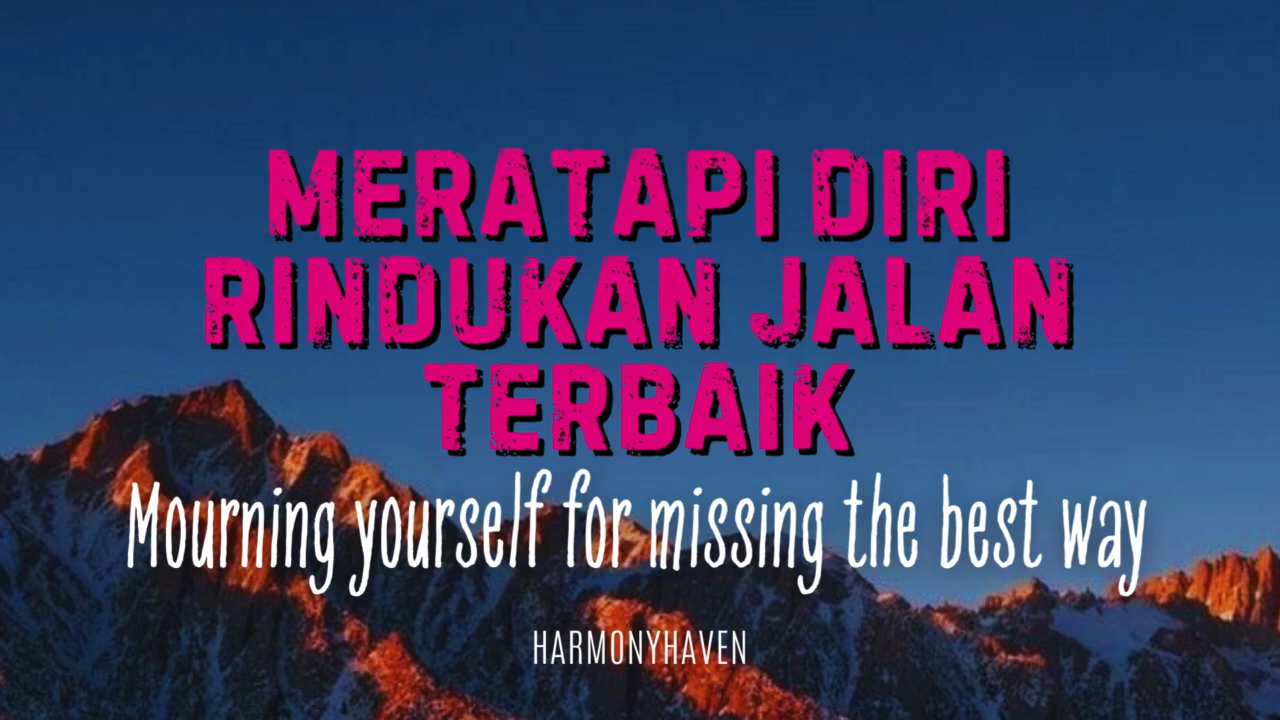 MERATAPI DIRI
RINDUKAN JALAN
TERBAIK
Mourning yourself for missing the best way
HARMONYHAVEN